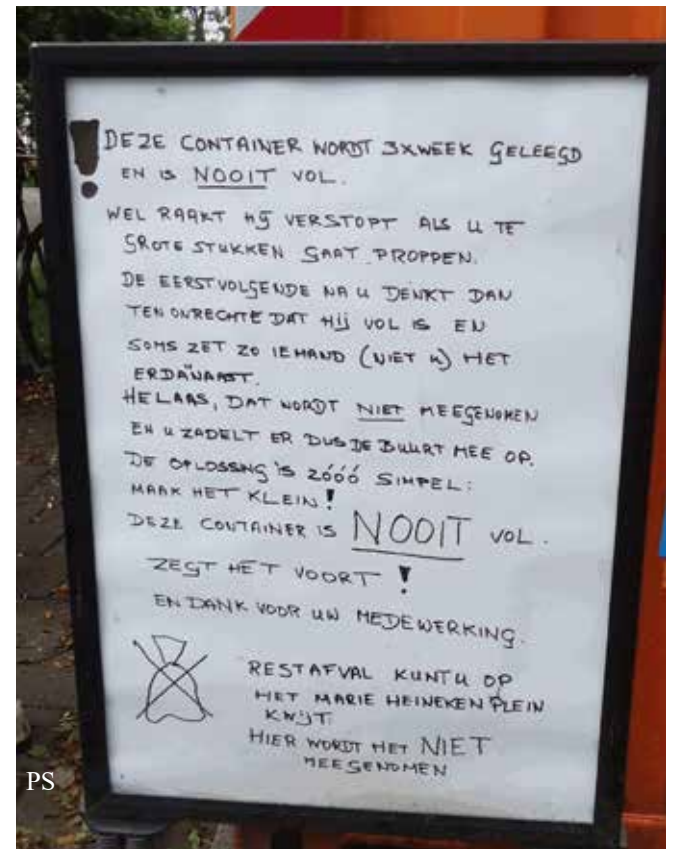 ! DEZE CONTAINER WORDT 3XWEEK GELEEGD
EN IS NOOIT VOL.
WEL RAAKT HIJ VERSTOPT ALS U TE
GROTE STUKKEN GAAT PROPPEN.
DE EERSTVOLGENDE NA U DENKT DAN
TEN ONRECHTE DAT HIJ VOL IS EN
SOMS ZET ZO IEMAND (NIET U) HET
ERDANAAST.
HELAAS, DAT WORDT NIET MEEGENOMEN
EN U ZADELT ER DUS DE BUURT MEE OP.
DE OPLOSSNG IS ZÓÓÓ SIMPEL:
MAAK HET KLEIN!
DEZE CONTAINER IS NOOIT VOL.
ZEGT HET VOORT!
EN DANK VOOR UW MEDEWERKING.
RESTAFVAL KUNT U OP
HET MARIE HEINEKEN PLEIN
KWIJT.
HIER WORDT HET NIET
MEEGENOMEN
PS